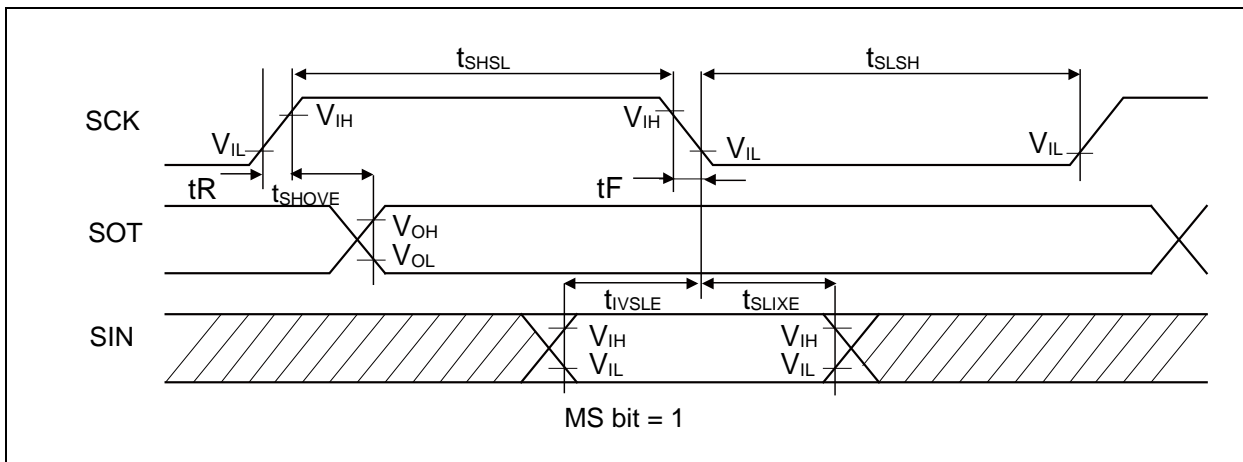 tSHSL
tSLSH
SCK
VIH
VIH
VIL
VIL
VIL
tR
tSHOVE
tF
SOT
VOH
VOL
tIVSLE
tSLIXE
SIN
VIH
VIH
VIL
VIL
MS bit = 1